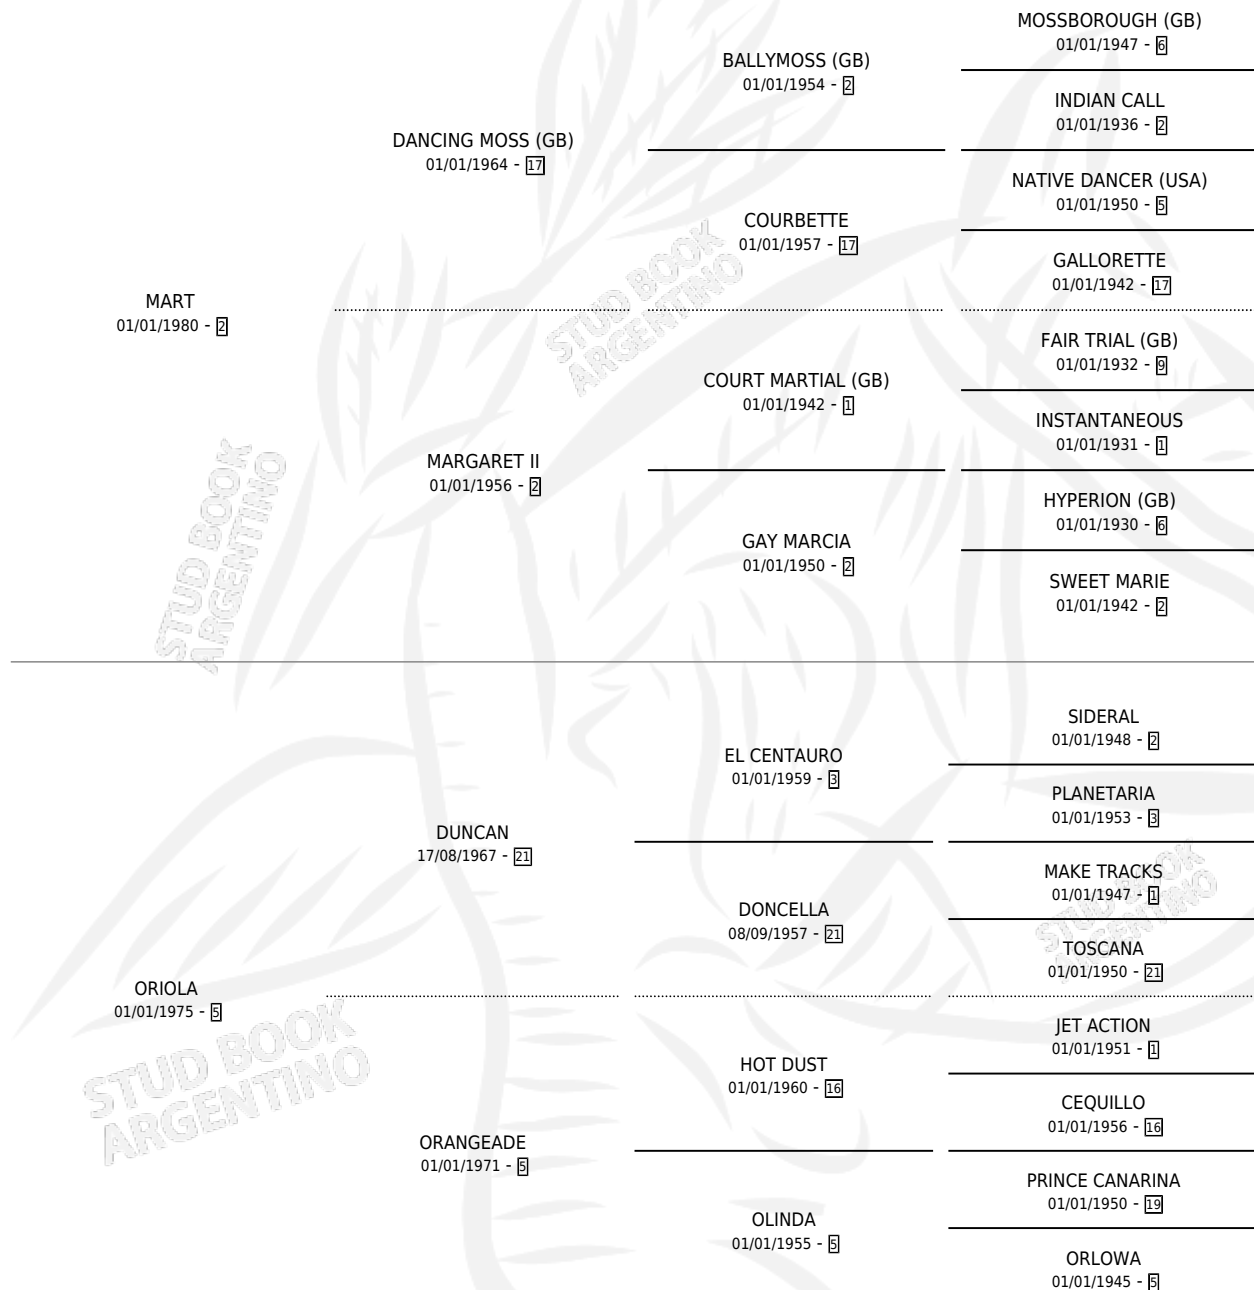 MOSSBOROUGH (GB)
01/01/1947 - 6
BALLYMOSS (GB)
01/01/1954 - 2
INDIAN CALL
01/01/1936 - 2
DANCING MOSS (GB)
01/01/1964 - 17
NATIVE DANCER (USA)
01/01/1950 - 5
COURBETTE
01/01/1957 - 17
GALLORETTE
01/01/1942 - 17
MART
01/01/1980 - 2
STUD BOOK
ARGENTINO
FAIR TRIAL (GB)
01/01/1932 - 9
COURT MARTIAL (GB)
01/01/1942 - 1
INSTANTANEOUS
01/01/1931 - 1
MARGARET II
01/01/1956 - 2
HYPERION (GB)
01/01/1930 - 6
GAY MARCIA
01/01/1950 - 2
SWEET MARIE
01/01/1942 - 2
STUD BOOK
ARGENTINO
SIDERAL
01/01/1948 - 2
EL CENTAURO
01/01/1959 - 3
PLANETARIA
01/01/1953 - 3
DUNCAN
17/08/1967 - 21
MAKE TRACKS
01/01/1947 - 1
DONCELLA
08/09/1957 - 21
TOSCANA
01/01/1950 - 21
STUD BOOK
ARGENTINO
ORIOLA
01/01/1975 - 5
JET ACTION
01/01/1951 - 1
HOT DUST
01/01/1960 - 16
CEQUILLO
01/01/1956 - 16
STUD BOOK
ARGENTINO
ORANGEADE
01/01/1971 - 5
PRINCE CANARINA
01/01/1950 - 19
OLINDA
01/01/1955 - 5
ORLOWA
01/01/1945 - 5